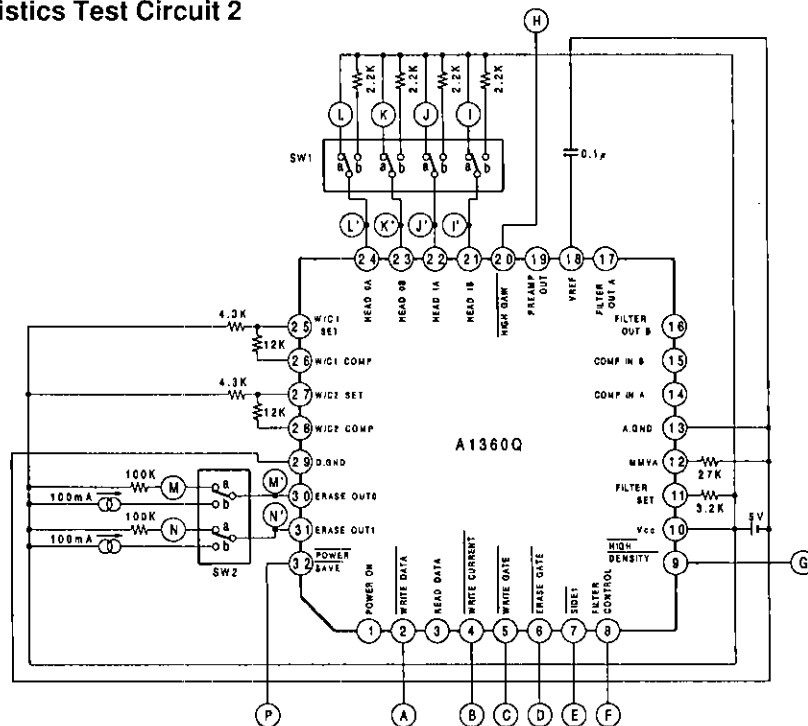 istics Test Circuit 2
H
2.2K
2.2K
2.2K
2.2K
L
K
J
I
SW1
a b
a b
a b
a b
0.1μ
L'
K'
J'
I'
24
23
22
21
20
19
18
17
HEAD 0A
HEAD 0B
HEAD 1A
HEAD 1B
HIGH GAIN
PREAMP OUT
VREF
FILTER OUT A
4.3K
25
W/C1 SET
12K
26
W/C1 COMP
4.3K
27
W/C2 SET
12K
28
W/C2 COMP
29
D.GND
100K
M
a
M'
30
ERASE OUT0
100mA
b
N'
100K
N
a
31
ERASE OUT1
100mA
b
SW2
32
POWER SAVE
A1360Q
FILTER OUT B
16
COMP IN B
15
COMP IN A
14
A.GND
13
MMVA
12
27K
FILTER SET
11
3.2K
Vcc
10
5V
HIGH DENSITY
9
G
POWER ON
WRITE DATA
READ DATA
WRITE CURRENT
WRITE GATE
ERASE GATE
SIDE1
FILTER CONTROL
1
2
3
4
5
6
7
8
P
A
B
C
D
E
F